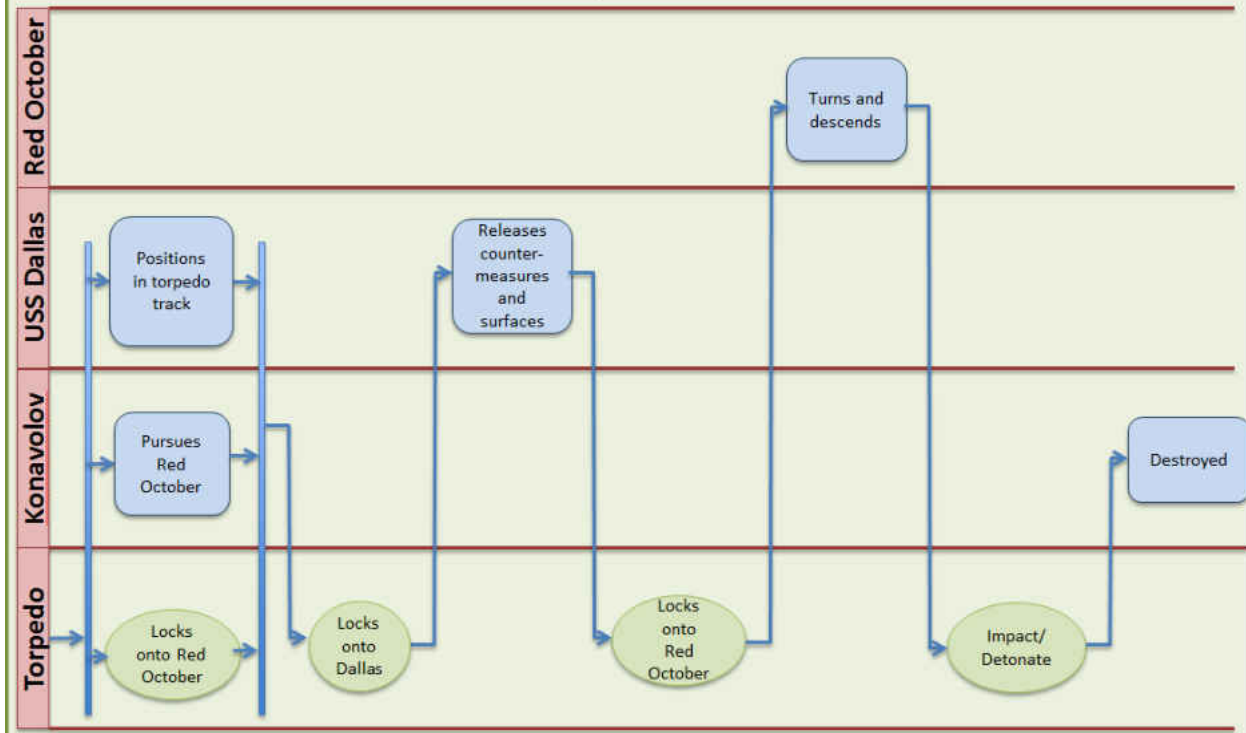 Red October
Turns and
descends
USS Dallas
Positions
in torpedo
track
Releases
counter-
measures
and
surfaces
Konavolov
Pursues
Red
October
Destroyed
Torpedo
Locks
onto Red
October
Locks
onto
Dallas
Locks
onto
Red
October
Impact/
Detonate